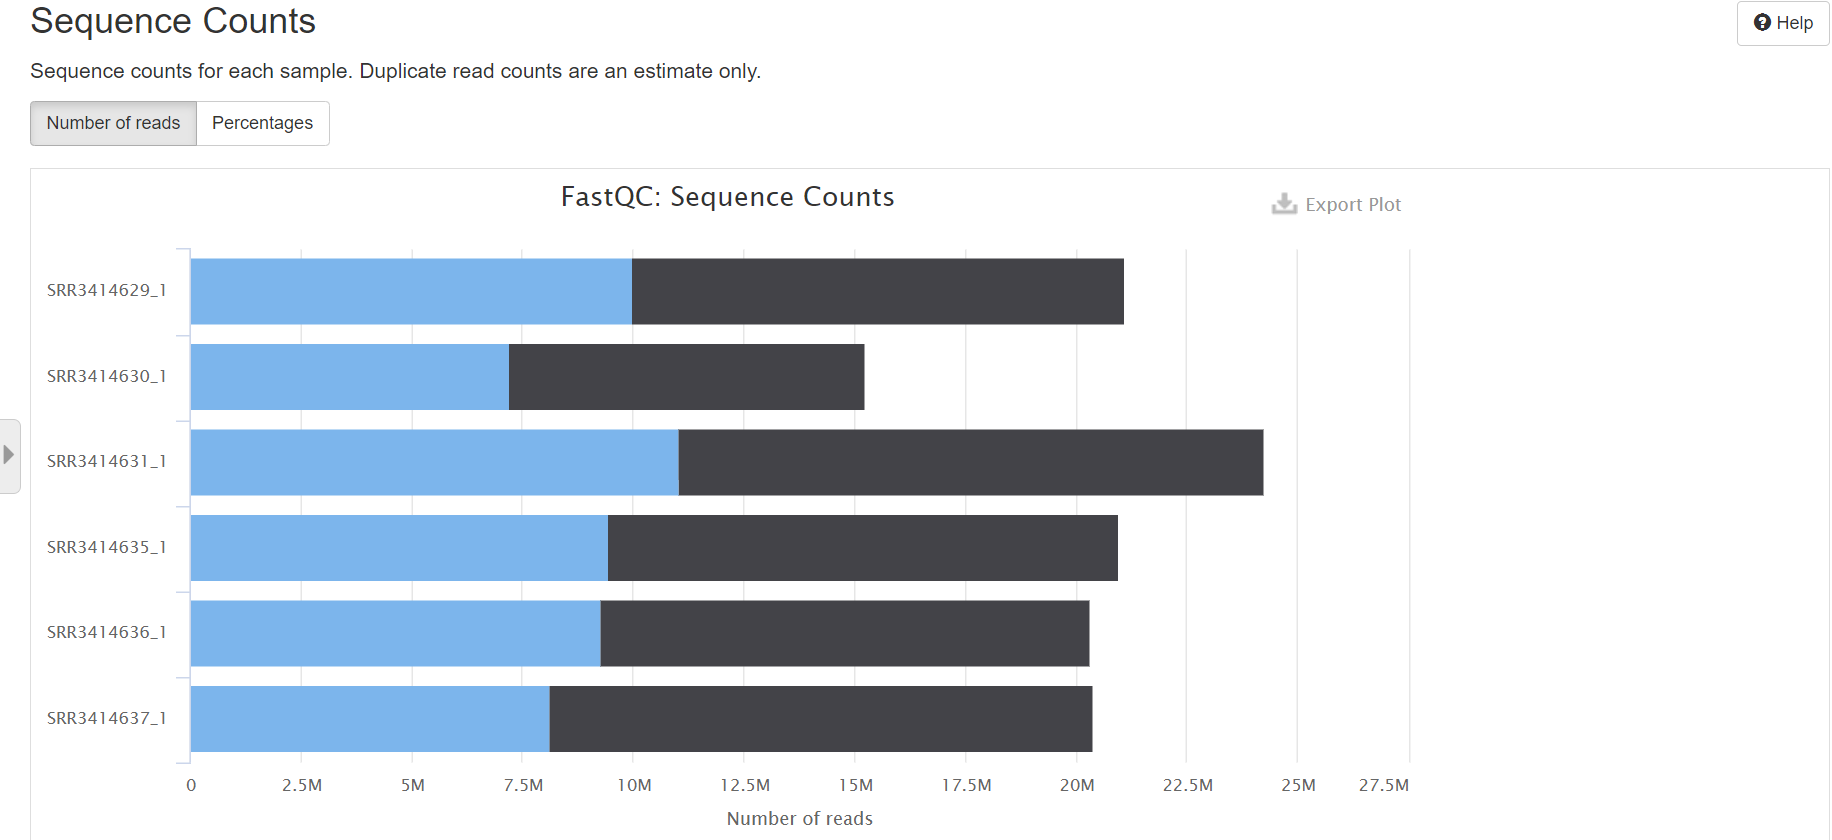 Sequence Counts
Help
Sequence counts for each sample. Duplicate read counts are an estimate only.
Number of reads
Percentages
FastQC: Sequence Counts
Export Plot
SRR3414629_1
SRR3414630_1
SRR3414631_1
SRR3414635_1
SRR3414636_1
SRR3414637_1
0 2.5M 5M 7.5M 10M 12.5M 15M 17.5M 20M 22.5M 25M 27.5M
Number of reads